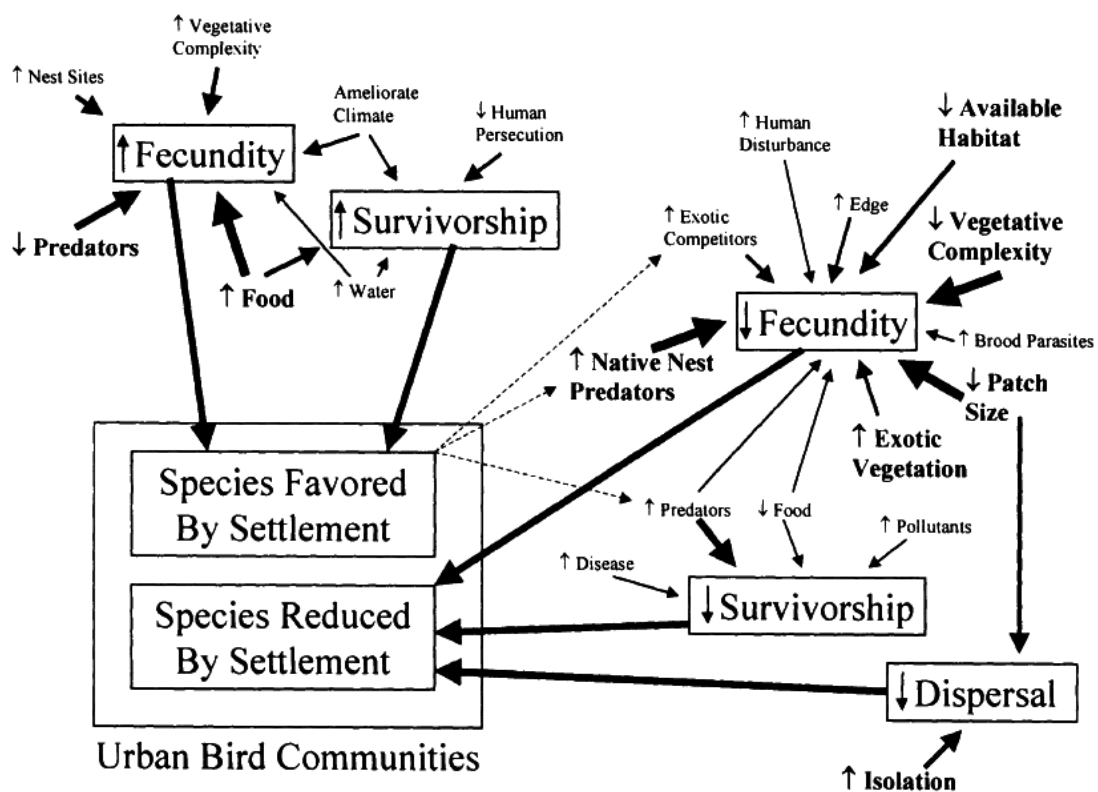 ↑ Vegetative
Complexity
↑ Nest Sites
Ameliorate
Climate
↓ Human
Persecution
↑ Fecundity
↑ Survivorship
↓ Predators
↑ Food
↑ Water
↓ Available
Habitat
↑ Human
Disturbance
↑ Edge
↑ Exotic
Competitors
↓ Vegetative
Complexity
↓ Fecundity
↑ Brood Parasites
↑ Native Nest
Predators
↓ Patch
Size
↑ Exotic
Vegetation
Species Favored
By Settlement
↑ Predators
↓ Food
↑ Pollutants
↑ Disease
↓ Survivorship
Species Reduced
By Settlement
↓ Dispersal
Urban Bird Communities
↑ Isolation